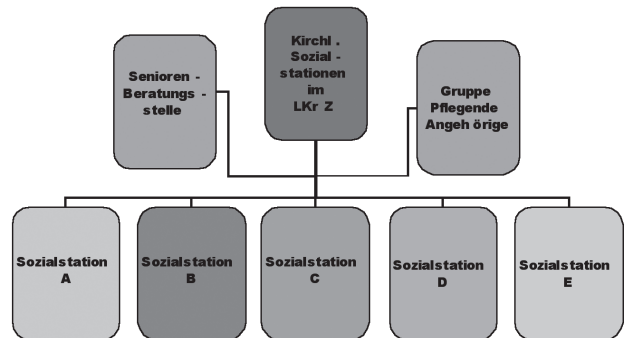 Senioren -
Beratungs -
stelle
Kirchl .
Sozial -
stationen
im
LKr Z
Gruppe
Pflegende
Angeh örige
Sozialstation
A
Sozialstation
B
Sozialstation
C
Sozialstation
D
Sozialstation
E